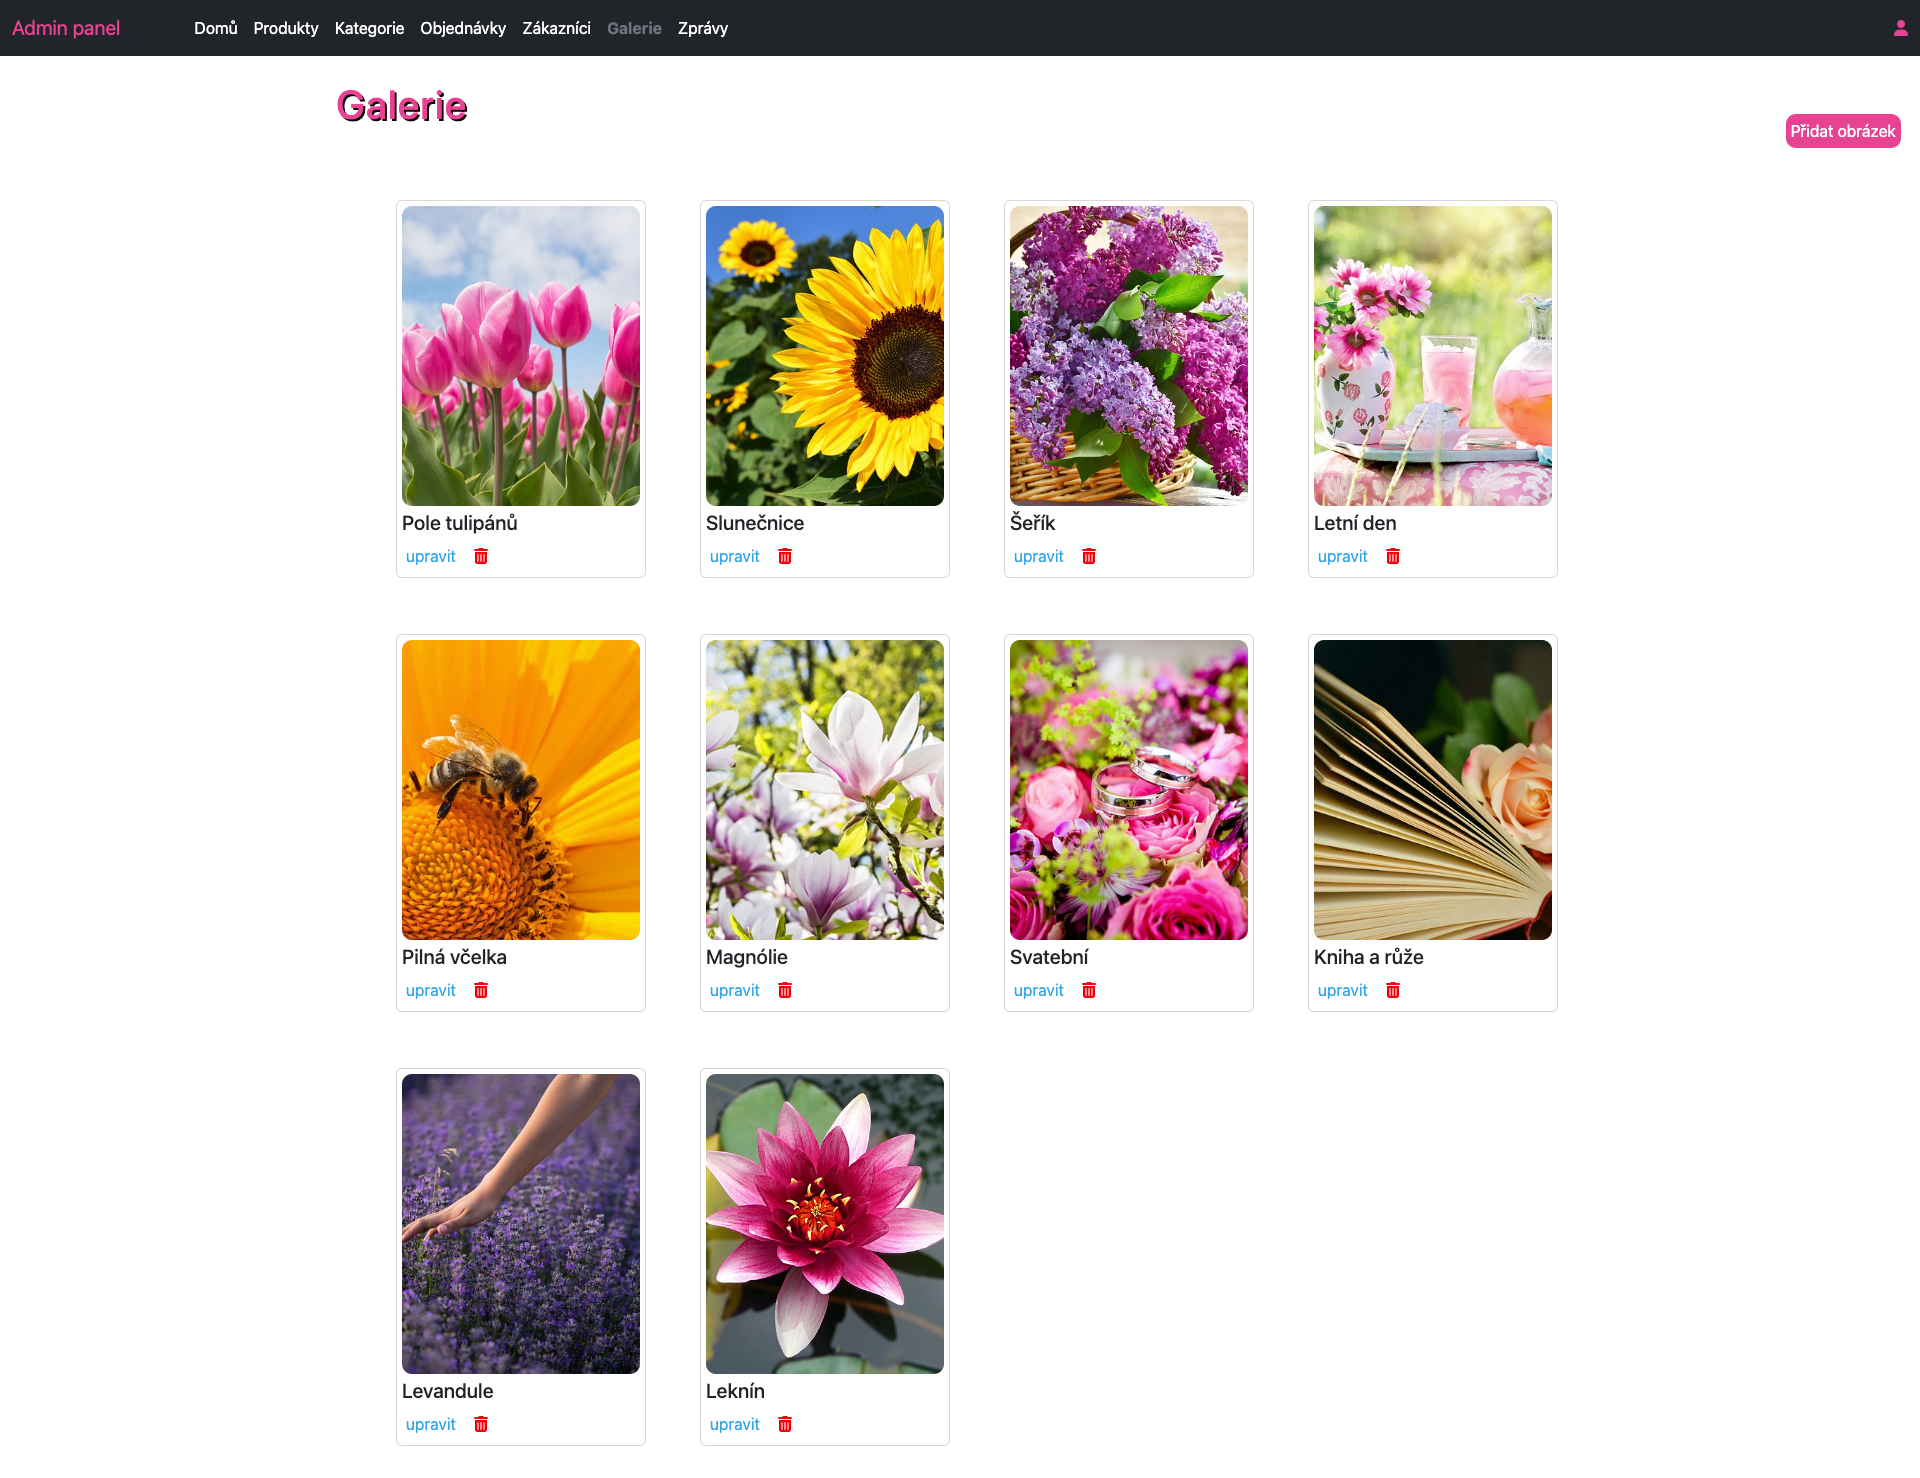 Admin panel Domů Produkty Kategorie Objednávky Zákazníci Galerie Zprávy
Galerie
Přidat obrázek
Pole tulipánů
upravit
Slunečnice
upravit
Šeřík
upravit
Letní den
upravit
Pilná včelka
upravit
Magnólie
upravit
Svatební
upravit
Kniha a růže
upravit
Levandule
upravit
Leknín
upravit